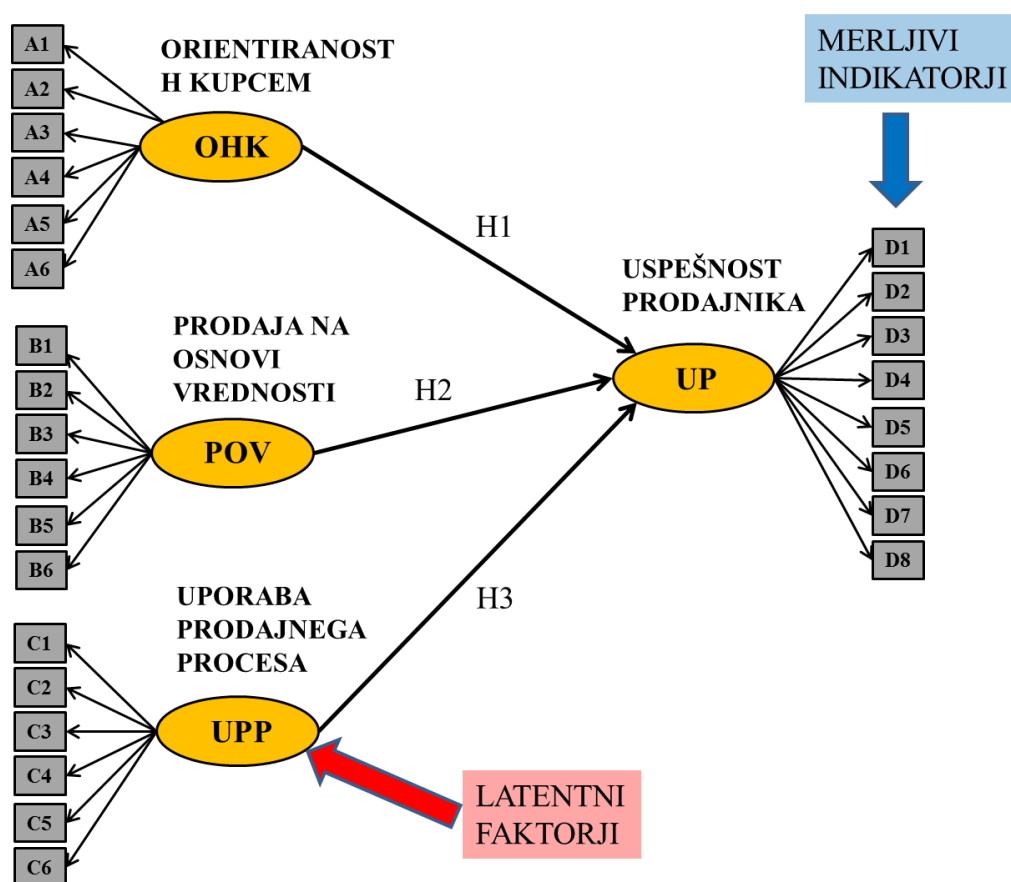 A1
A2
A3
A4
A5
A6
ORIENTIRANOST
H KUPCEM
OHK
H1
MERLJIVI
INDIKATORJI
B1
B2
B3
B4
B5
B6
PRODAJA NA
OSNOVI
VREDNOSTI
POV
H2
USPEŠNOST
PRODAJNIKA
UP
D1
D2
D3
D4
D5
D6
D7
D8
C1
C2
C3
C4
C5
C6
UPORABA
PRODAJNEGA
PROCESA
UPP
H3
LATENTNI
FAKTORJI